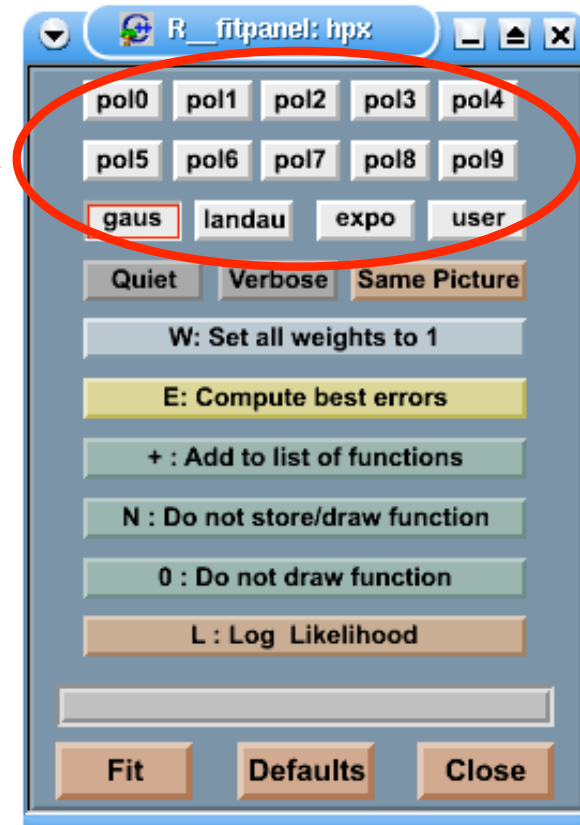 R__fitpanel: hpx
pol0 pol1 pol2 pol3 pol4
pol5 pol6 pol7 pol8 pol9
gaus landau expo user
Quiet Verbose Same Picture
W: Set all weights to 1
E: Compute best errors
+ : Add to list of functions
N : Do not store/draw function
0 : Do not draw function
L : Log Likelihood
Fit Defaults Close